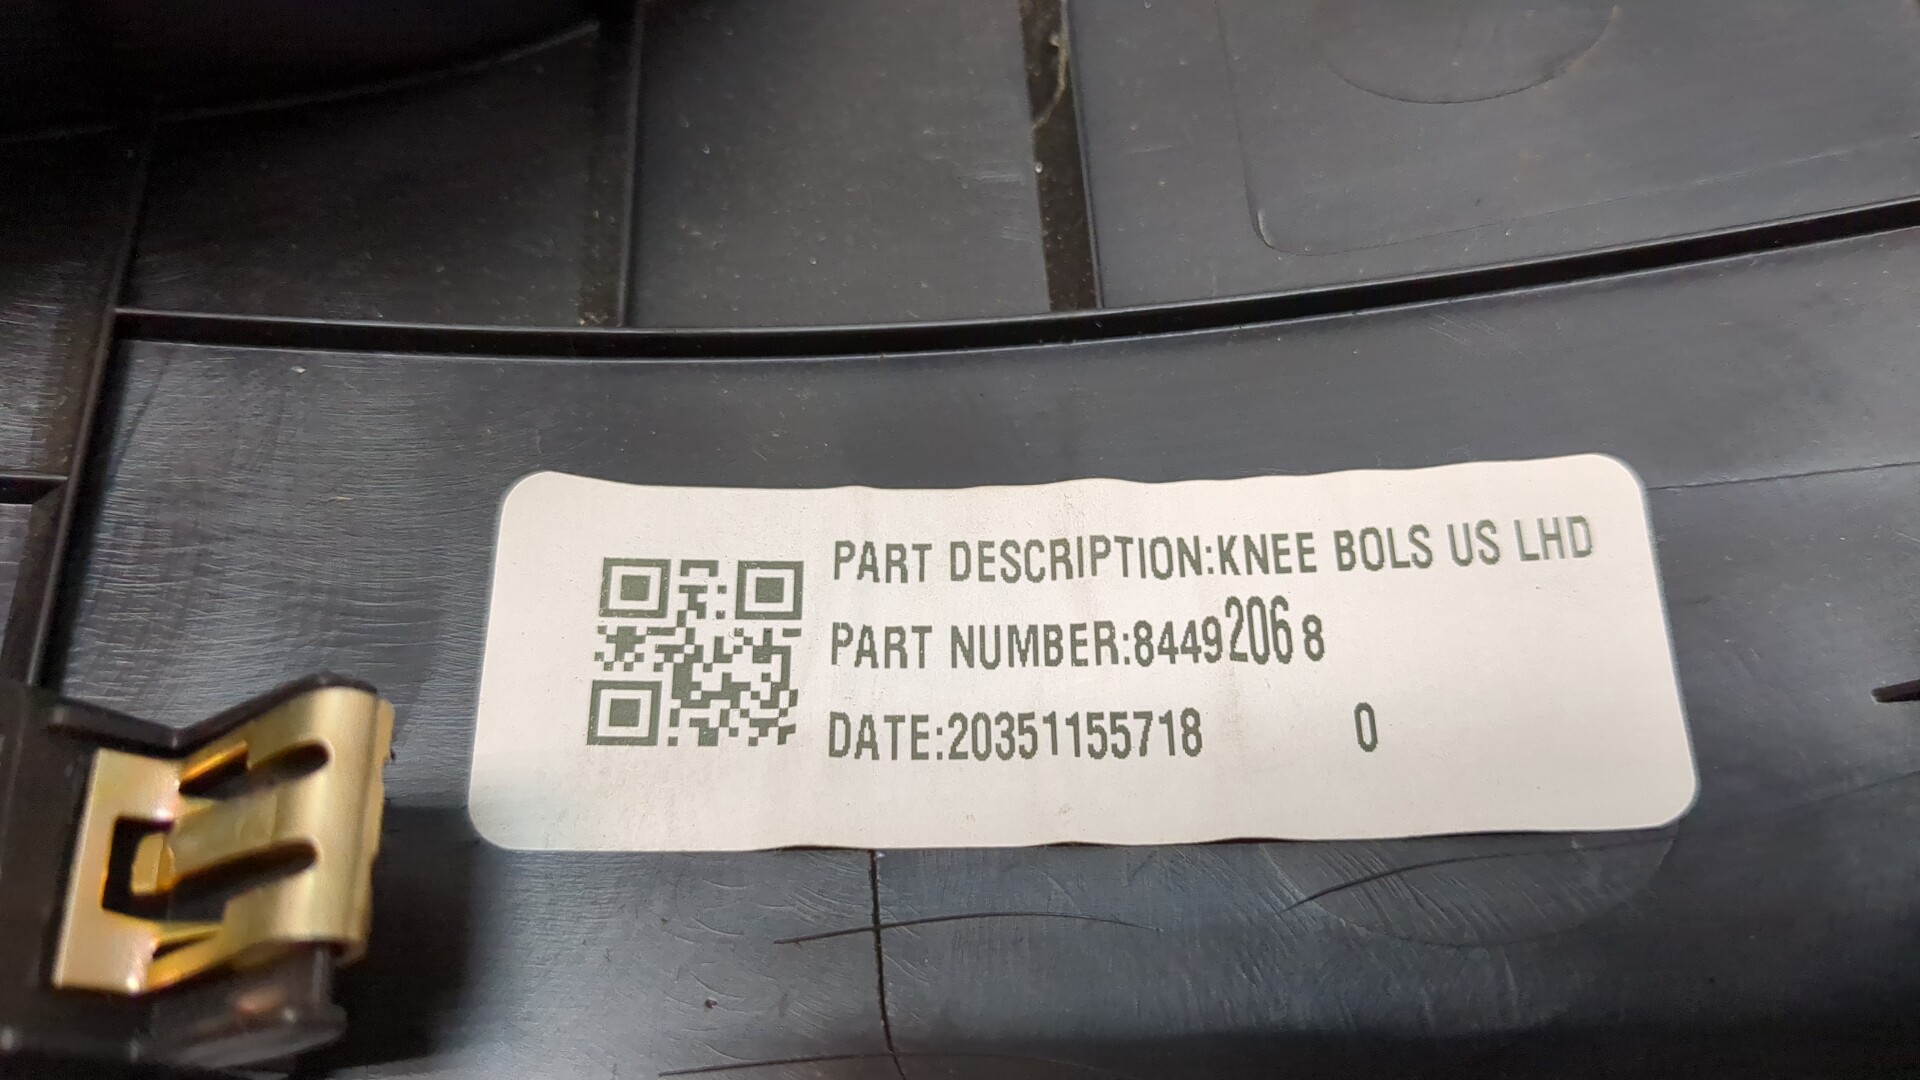 PART DESCRIPTION:KNEE BOLS US LHD
PART NUMBER:84492068
DATE:20351155718 0